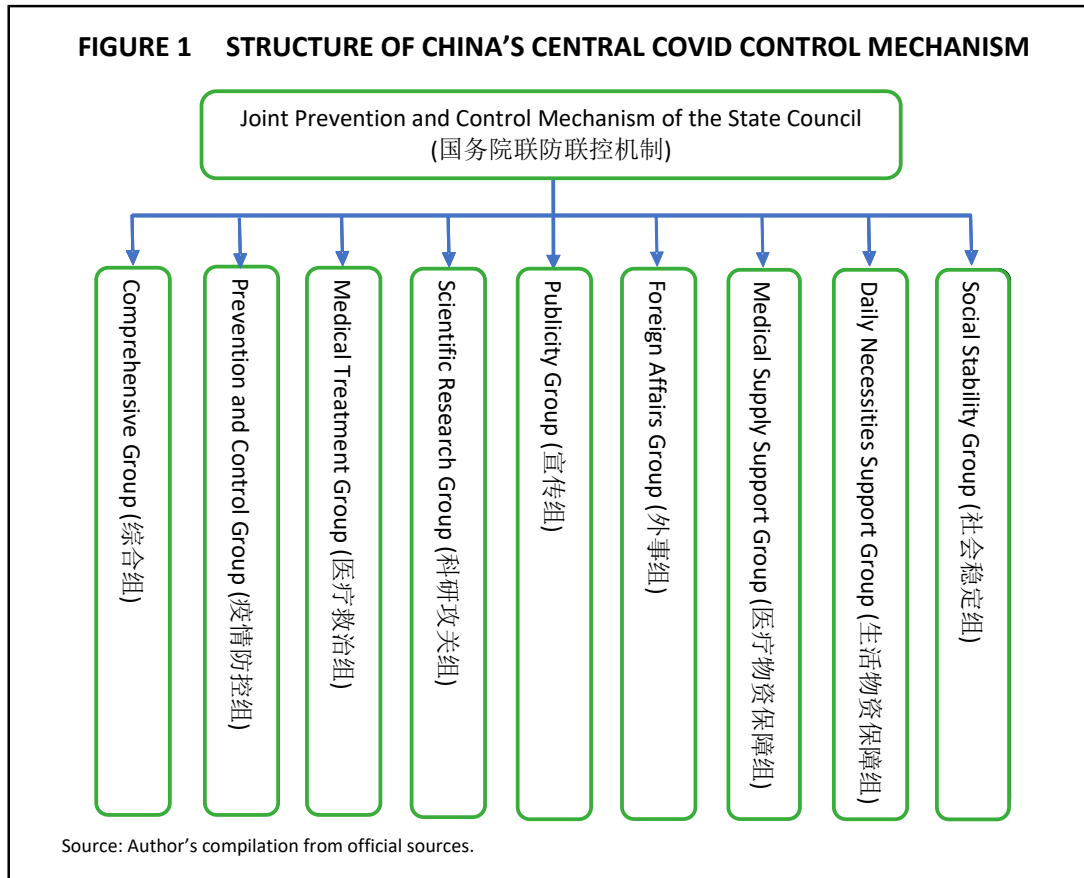 FIGURE 1 STRUCTURE OF CHINA’S CENTRAL COVID CONTROL MECHANISM
Joint Prevention and Control Mechanism of the State Council
(国务院联防联控机制)
Comprehensive Group (综合组)
Prevention and Control Group (疫情防控组)
Medical Treatment Group (医疗救治组)
Scientific Research Group (科研攻关组)
Publicity Group (宣传组)
Foreign Affairs Group (外事组)
Medical Supply Support Group (医疗物资保障组)
Daily Necessities Support Group (生活物资保障组)
Social Stability Group (社会稳定组)
Source: Author’s compilation from official sources.